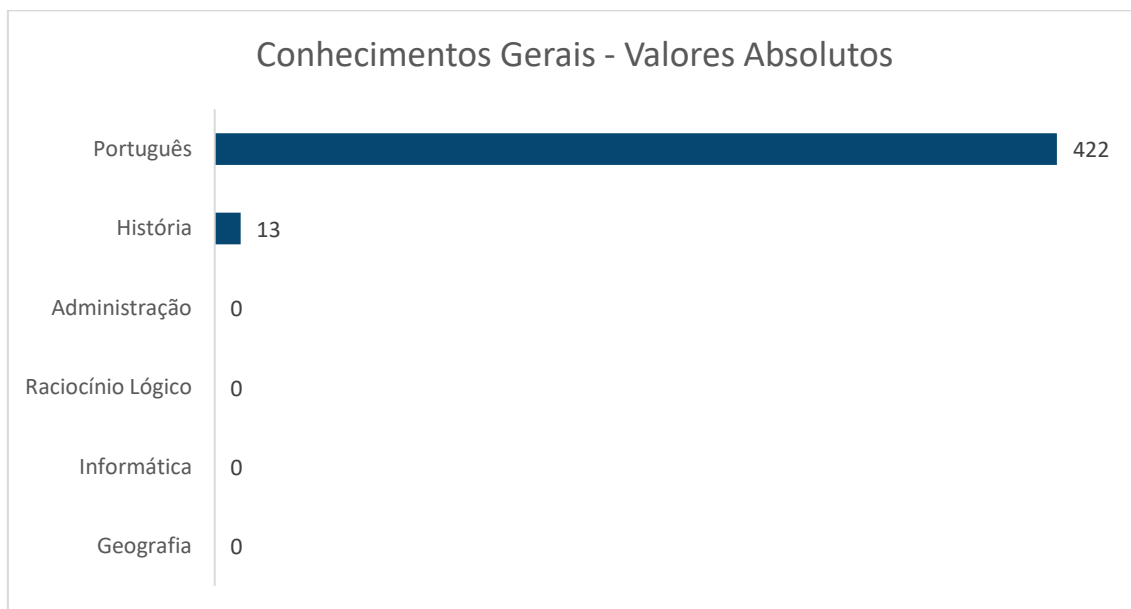 Conhecimentos Gerais - Valores Absolutos
Português 422
História 13
Administração 0
Raciocínio Lógico 0
Informática 0
Geografia 0